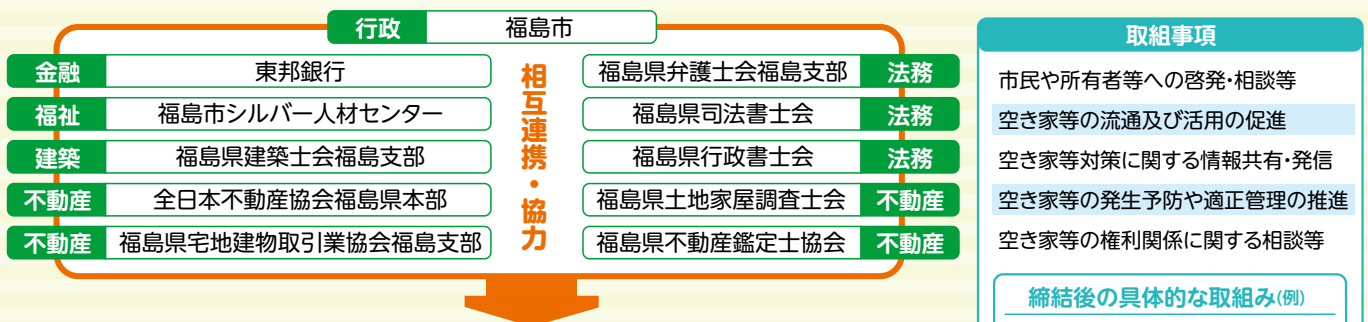 行政 福島市
金融 東邦銀行
福祉 福島市シルバー人材センター
建築 福島県建築士会福島支部
不動産 全日本不動産協会福島県本部
不動産 福島県宅地建物取引業協会福島支部
相互連携・協力
福島県弁護士会福島支部 法務
福島県司法書士会 法務
福島県行政書士会 法務
福島県土地家屋調査士会 不動産
福島県不動産鑑定士協会 不動産
取組事項
市民や所有者等への啓発・相談等
空き家等の流通及び活用の促進
空き家等対策に関する情報共有・発信
空き家等の発生予防や適正管理の推進
空き家等の権利関係に関する相談等
締結後の具体的な取組み(例)